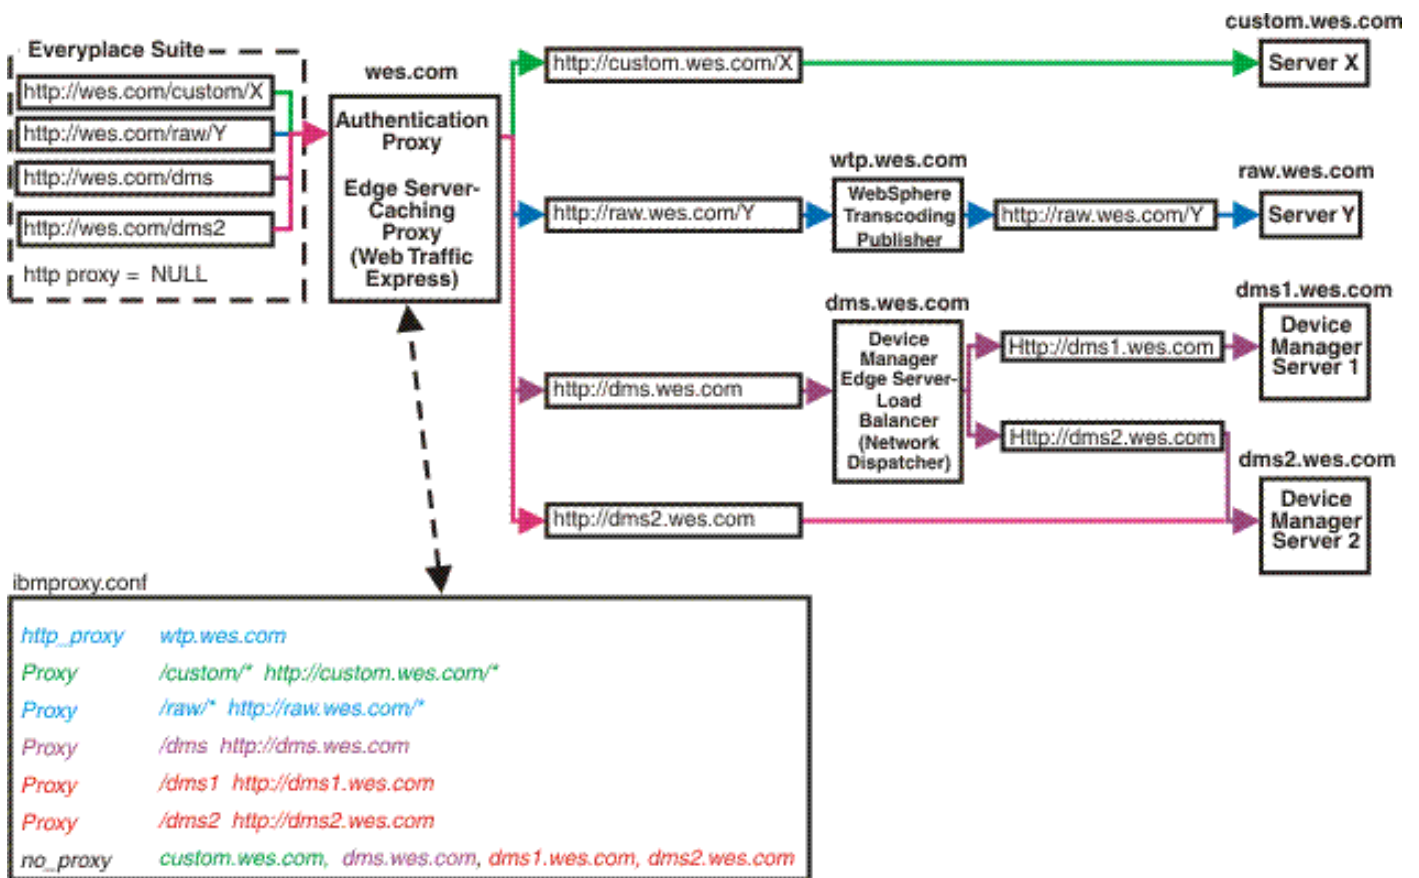 Everyplace Suite
http://wes.com/custom/X
http://wes.com/raw/Y
http://wes.com/dms
http://wes.com/dms2
http proxy = NULL
wes.com
Authentication
Proxy
Edge Server-
Caching
Proxy
(Web Traffic
Express)
http://custom.wes.com/X
custom.wes.com
Server X
http://raw.wes.com/Y
wtp.wes.com
WebSphere
Transcoding
Publisher
http://raw.wes.com/Y
raw.wes.com
Server Y
http://dms.wes.com
dms.wes.com
Device
Manager
Edge Server-
Load
Balancer
(Network
Dispatcher)
Http://dms1.wes.com
dms1.wes.com
Device
Manager
Server 1
Http://dms2.wes.com
http://dms2.wes.com
dms2.wes.com
Device
Manager
Server 2
ibmproxy.conf
http_proxy wtp.wes.com
Proxy /custom/* http://custom.wes.com/*
Proxy /raw/* http://raw.wes.com/*
Proxy /dms http://dms.wes.com
Proxy /dms1 http://dms1.wes.com
Proxy /dms2 http://dms2.wes.com
no_proxy custom.wes.com, dms.wes.com, dms1.wes.com, dms2.wes.com